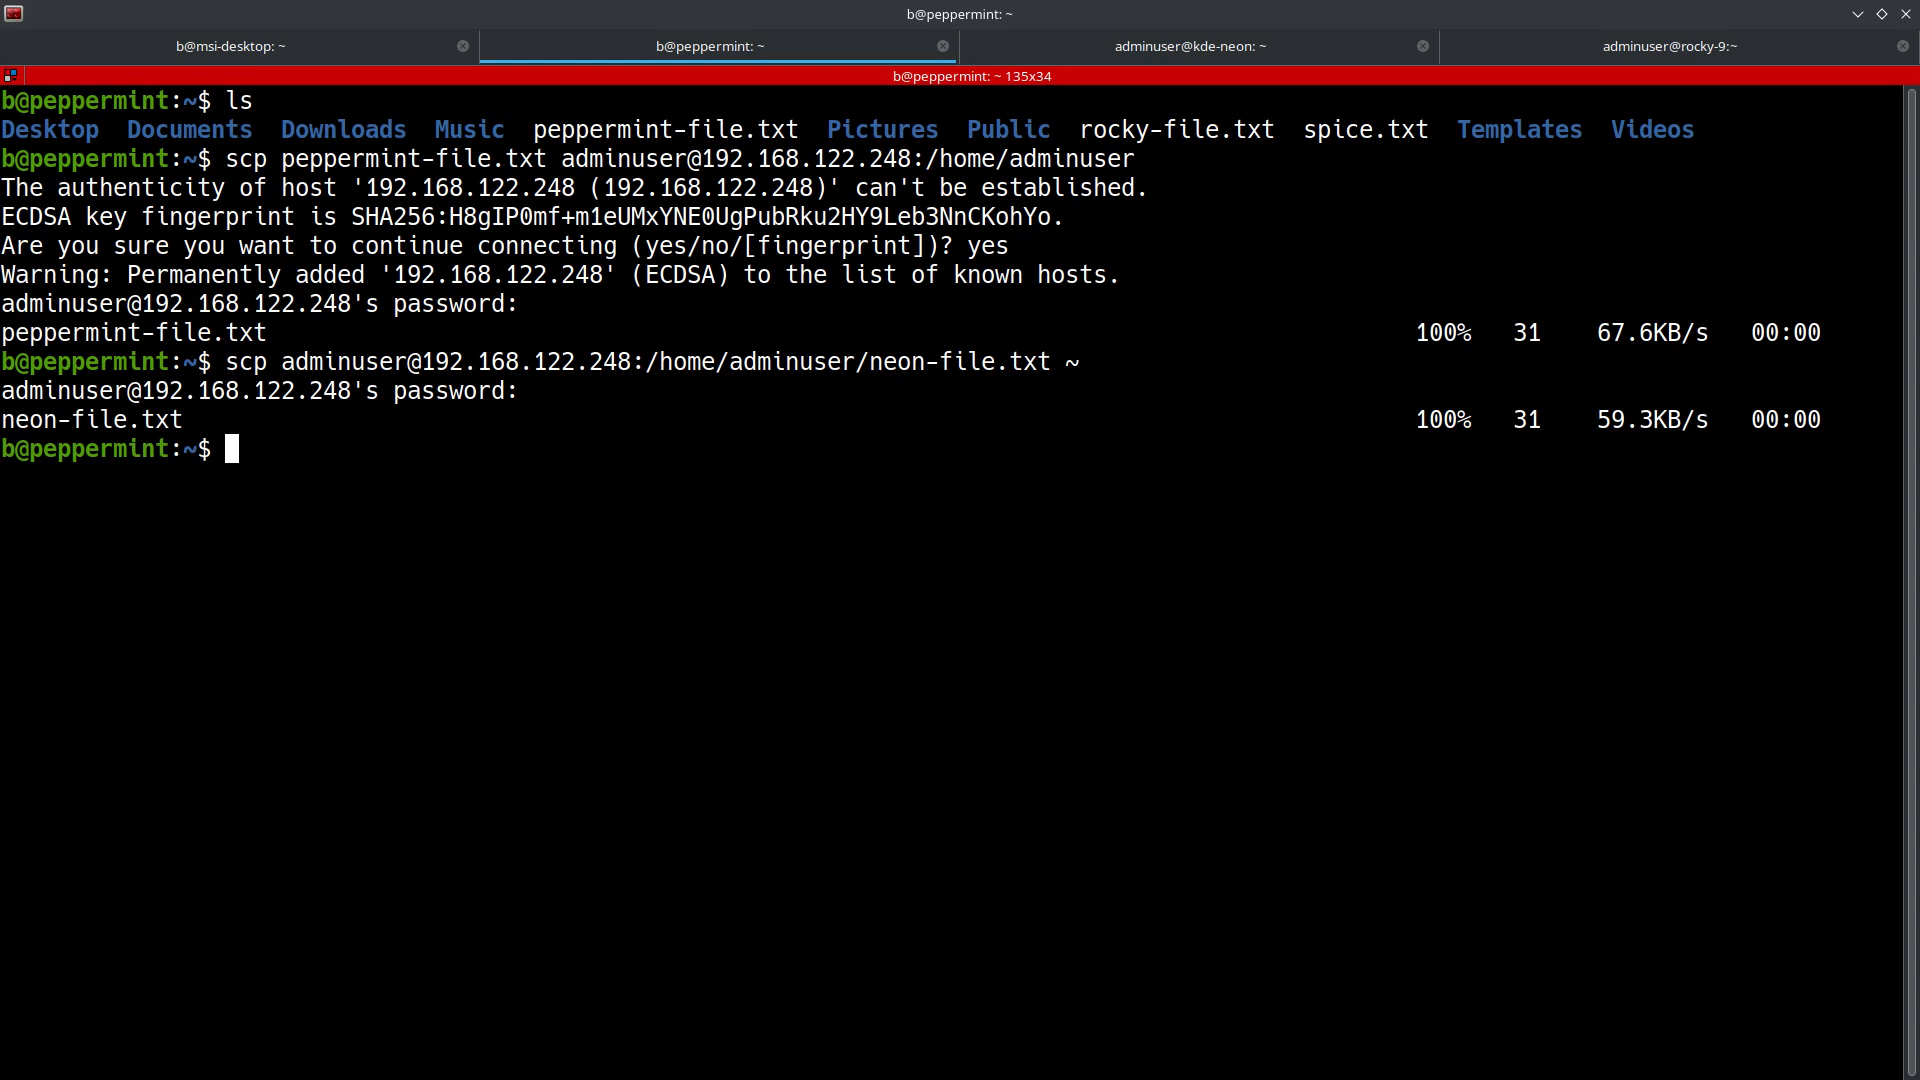 b@peppermint: ~
b@msi-desktop: ~
b@peppermint: ~
adminuser@kde-neon: ~
adminuser@rocky-9:~
b@peppermint: ~ 135x34
b@peppermint:~$ ls
Desktop  Documents  Downloads  Music  peppermint-file.txt  Pictures  Public  rocky-file.txt  spice.txt  Templates  Videos
b@peppermint:~$ scp peppermint-file.txt adminuser@192.168.122.248:/home/adminuser
The authenticity of host '192.168.122.248 (192.168.122.248)' can't be established.
ECDSA key fingerprint is SHA256:H8gIP0mf+m1eUMxYNE0UgPubRku2HY9Leb3NnCKohYo.
Are you sure you want to continue connecting (yes/no/[fingerprint])? yes
Warning: Permanently added '192.168.122.248' (ECDSA) to the list of known hosts.
adminuser@192.168.122.248's password:
peppermint-file.txt 100% 31 67.6KB/s 00:00
b@peppermint:~$ scp adminuser@192.168.122.248:/home/adminuser/neon-file.txt ~
adminuser@192.168.122.248's password:
neon-file.txt 100% 31 59.3KB/s 00:00
b@peppermint:~$